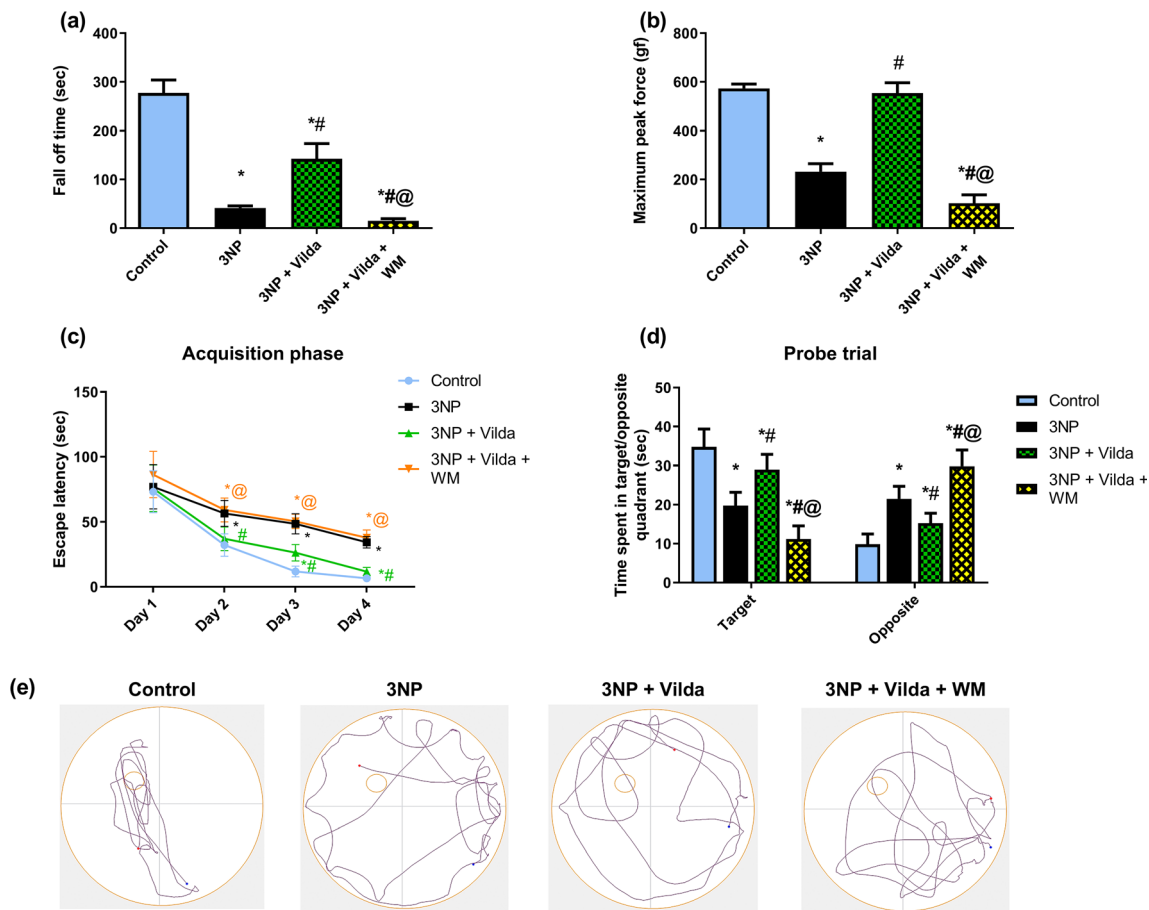 (a)
Fall off time (sec)
400
300
200
100
0
*
*#
*#@
Control
3NP
3NP + Vilda
3NP + Vilda +
WM
(b)
Maximum peak force (gf)
800
600
400
200
0
*
#
*#@
Control
3NP
3NP + Vilda
3NP + Vilda +
WM
(c)
Acquisition phase
Escape latency (sec)
150
100
50
0
*@
*@
*@
*
*
*
#
*#
*#
Day 1
Day 2
Day 3
Day 4
Control
3NP
3NP + Vilda
3NP + Vilda +
WM
(d)
Probe trial
Time spent in target/opposite
quadrant (sec)
50
40
30
20
10
0
*
*#
*#@
*
*#
*#@
Target
Opposite
Control
3NP
3NP + Vilda
3NP + Vilda +
WM
(e)
Control
3NP
3NP + Vilda
3NP + Vilda + WM